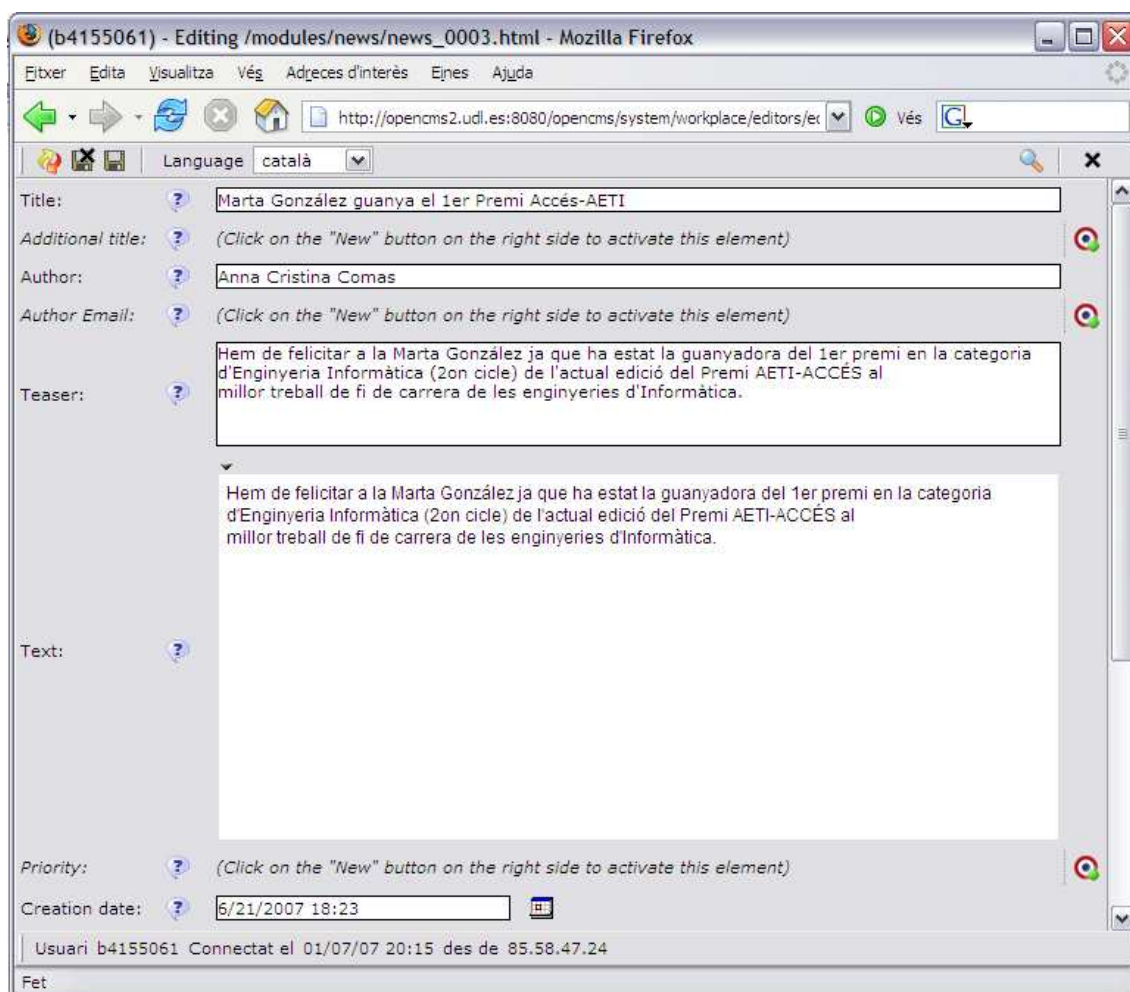 (b4155061) - Editing /modules/news/news_0003.html - Mozilla Firefox
Fitxer Edita Visualitza Vés Adreces d'interès Eines Ajuda
http://opencms2.udl.es:8080/opencms/system/workplace/editors/ec Vés G
Language català
Title: ? Marta González guanya el 1er Premi Accés-AETI
Additional title: ? (Click on the "New" button on the right side to activate this element)
Author: ? Anna Cristina Comas
Author Email: ? (Click on the "New" button on the right side to activate this element)
Teaser: ? Hem de felicitar a la Marta González ja que ha estat la guanyadora del 1er premi en la categoria
d'Enginyeria Informàtica (2on cicle) de l'actual edició del Premi AETI-ACCÉS al
millor treball de fi de carrera de les enginyeries d'Informàtica.
Text: ? Hem de felicitar a la Marta González ja que ha estat la guanyadora del 1er premi en la categoria
d'Enginyeria Informàtica (2on cicle) de l'actual edició del Premi AETI-ACCÉS al
millor treball de fi de carrera de les enginyeries d'Informàtica.
Priority: ? (Click on the "New" button on the right side to activate this element)
Creation date: ? 6/21/2007 18:23
Usuari b4155061 Connectat el 01/07/07 20:15 des de 85.58.47.24
Fet